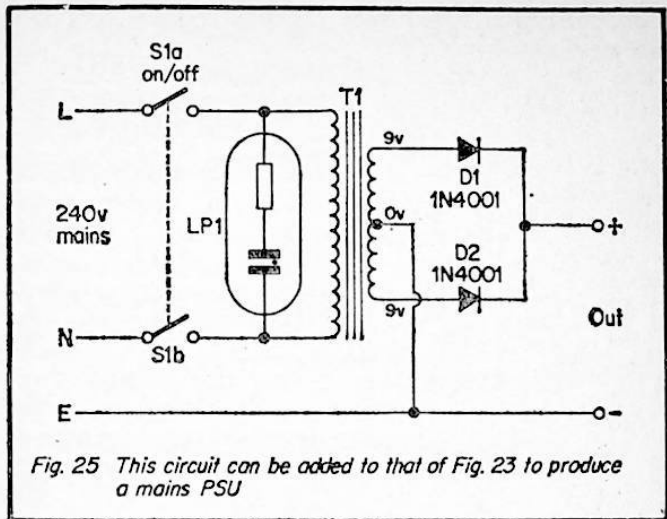 S1a
on/off
L
T1
9v
D1
1N4001
240v
mains
LP1
0v
+
D2
1N4001
9v
Out
N
S1b
E
-
Fig. 25 This circuit can be added to that of Fig. 23 to produce
a mains PSU